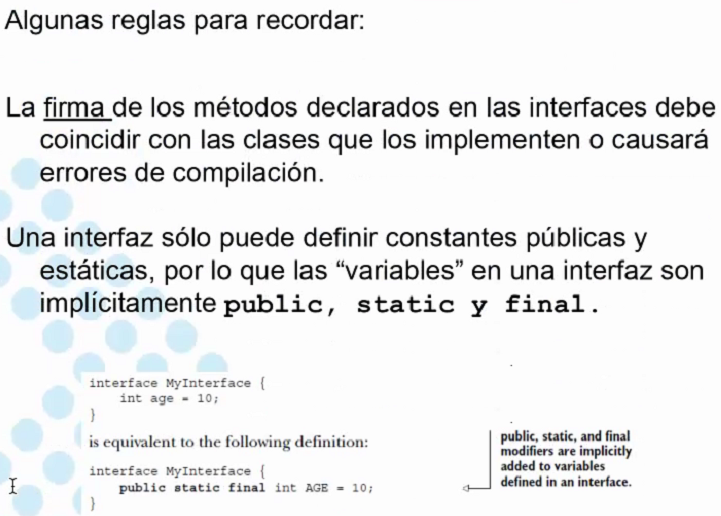 Algunas reglas para recordar:
La firma de los métodos declarados en las interfaces debe
coincidir con las clases que los implementen o causará
errores de compilación.
Una interfaz sólo puede definir constantes públicas y
estáticas, por lo que las “variables” en una interfaz son
implícitamente public, static y final.
interface MyInterface {
int age = 10;
}
is equivalent to the following definition:
interface MyInterface {
public static final int AGE = 10;
}
public, static, and final
modifiers are implicitly
added to variables
defined in an interface.